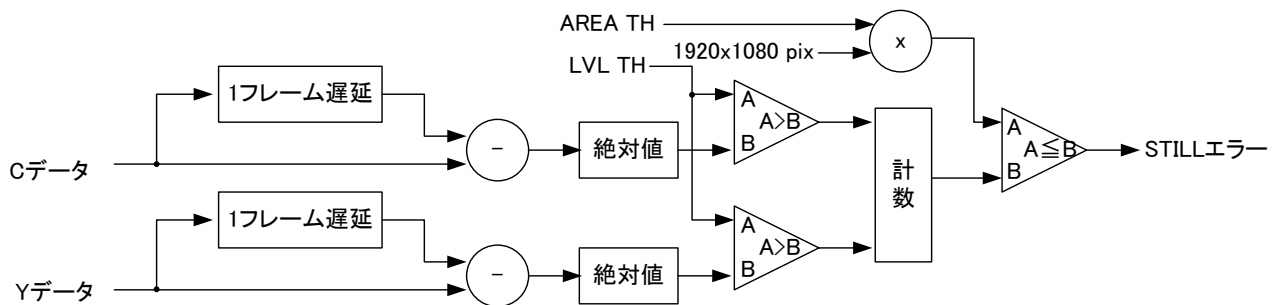 AREA TH
1920x1080 pix
x
LVL TH
1フレーム遅延
A
A>B
B
-
絶対値
Cデータ
計数
A
A≦B
B
STILLエラー
1フレーム遅延
A
A>B
B
-
絶対値
Yデータ